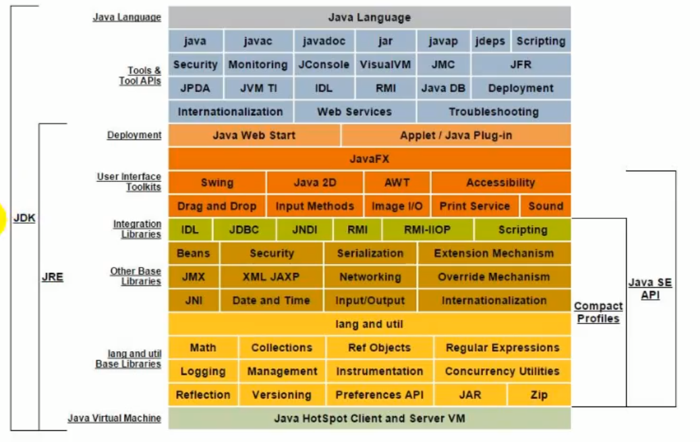 Java Language Java Language
java javac javadoc jar javap jdeps Scripting
Security Monitoring JConsole VisualVM JMC JFR
Tools &
Tool APIs
JPDA JVM TI IDL RMI Java DB Deployment
Internationalization Web Services Troubleshooting
Deployment Java Web Start Applet / Java Plug-in
JavaFX
User Interface
Toolkits
Swing Java 2D AWT Accessibility
Drag and Drop Input Methods Image I/O Print Service Sound
Integration
Libraries
IDL JDBC JNDI RMI RMI-IIOP Scripting
JDK
Beans Security Serialization Extension Mechanism
Other Base
Libraries
JMX XML JAXP Networking Override Mechanism
JRE
Java SE
API
JNI Date and Time Input/Output Internationalization
Compact
Profiles
lang and util
lang and util
Base Libraries
Math Collections Ref Objects Regular Expressions
Logging Management Instrumentation Concurrency Utilities
Reflection Versioning Preferences API JAR Zip
Java Virtual Machine Java HotSpot Client and Server VM